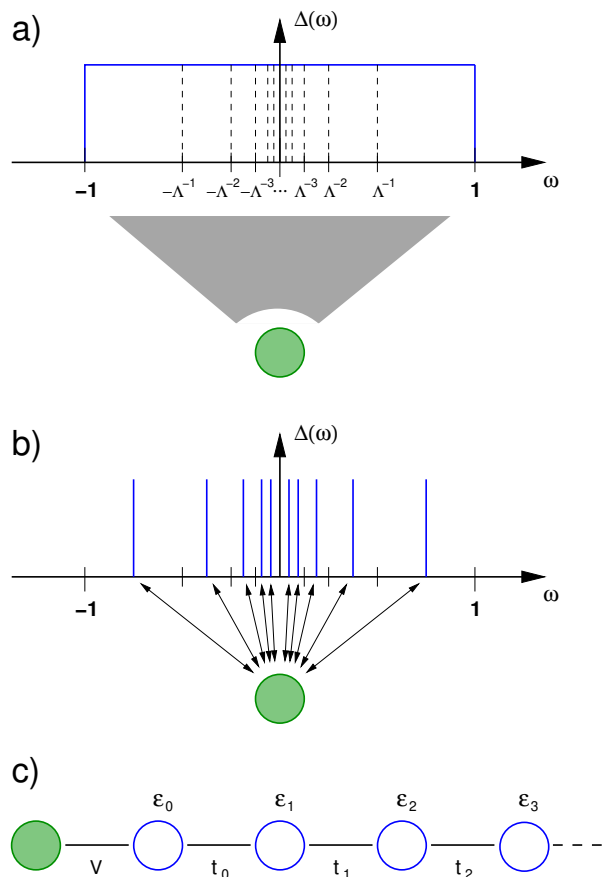 a)
Δ(ω)
−1 −Λ⁻¹ −Λ⁻² −Λ⁻³ ... Λ⁻³ Λ⁻² Λ⁻¹ 1 ω
b)
Δ(ω)
−1 1 ω
c)
ε₀ ε₁ ε₂ ε₃
V t₀ t₁ t₂